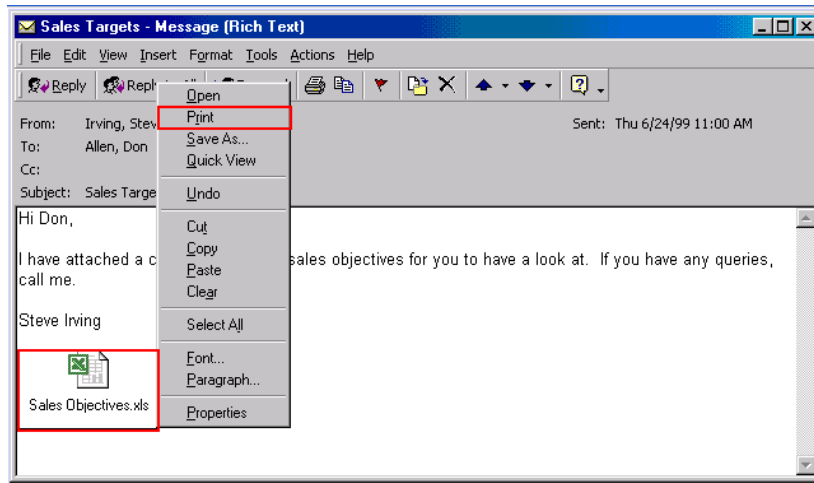 Sales Targets - Message (Rich Text)
File Edit View Insert Format Tools Actions Help
Reply Reply
Open
Print
Save As...
Quick View
Undo
Cut
Copy
Paste
Clear
Select All
Font...
Paragraph...
Properties
From: Irving, Stev
Sent: Thu 6/24/99 11:00 AM
To: Allen, Don
Cc:
Subject: Sales Targe
Hi Don,
I have attached a c sales objectives for you to have a look at. If you have any queries,
call me.
Steve Irving
Sales Objectives.xls